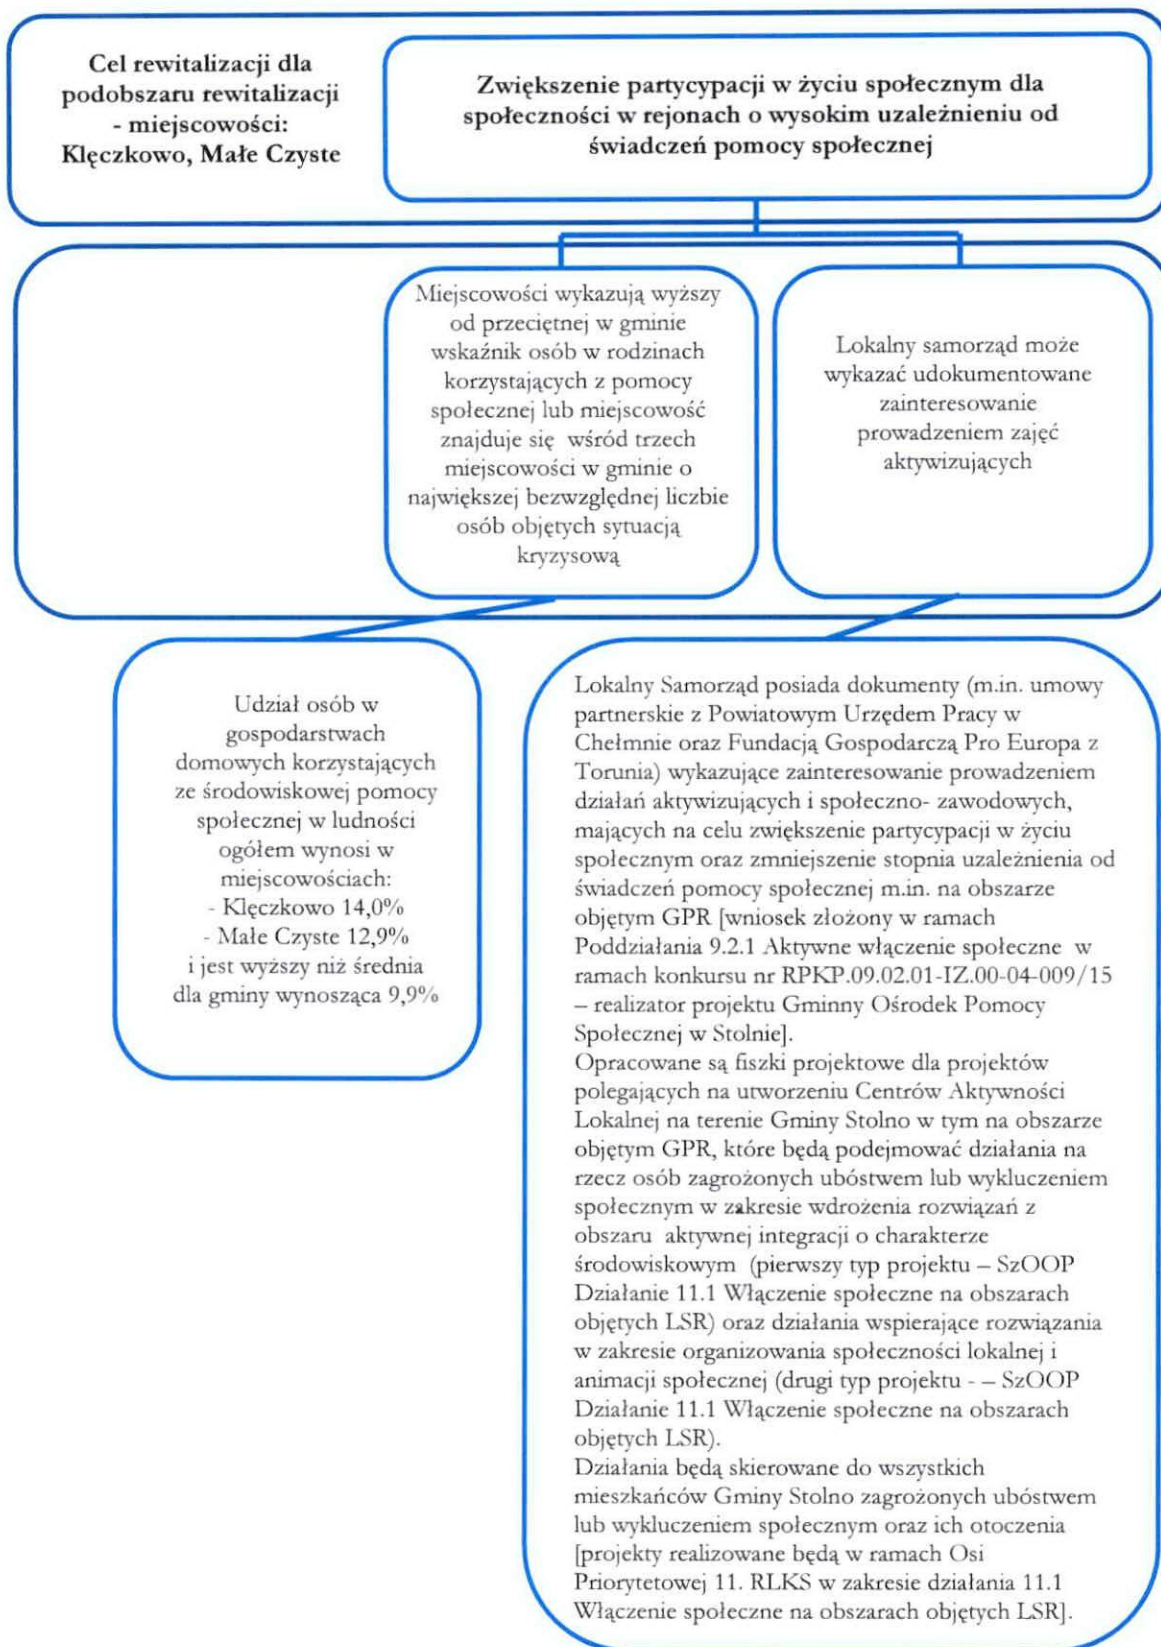 Cel rewitalizacji dla
podobszaru rewitalizacji
- miejscowości:
Klęczkowo, Małe Czyste
Zwiększenie partycypacji w życiu społecznym dla
społeczności w rejonach o wysokim uzależnieniu od
świadczeń pomocy społecznej
Miejscowości wykazują wyższy
od przeciętnej w gminie
wskaźnik osób w rodzinach
korzystających z pomocy
społecznej lub miejscowość
znajduje się wśród trzech
miejscowości w gminie o
największej bezwzględnej liczbie
osób objętych sytuacją
kryzysową
Lokalny samorząd może
wykazać udokumentowane
zainteresowanie
prowadzeniem zajęć
aktywizujących
Udział osób w
gospodarstwach
domowych korzystających
ze środowiskowej pomocy
społecznej w ludności
ogółem wynosi w
miejscowościach:
- Klęczkowo 14,0%
- Małe Czyste 12,9%
i jest wyższy niż średnia
dla gminy wynosząca 9,9%
Lokalny Samorząd posiada dokumenty (m.in. umowy
partnerskie z Powiatowym Urzędem Pracy w
Chełmnie oraz Fundacją Gospodarczą Pro Europa z
Torunia) wykazujące zainteresowanie prowadzeniem
działań aktywizujących i społeczno- zawodowych,
mających na celu zwiększenie partycypacji w życiu
społecznym oraz zmniejszenie stopnia uzależnienia od
świadczeń pomocy społecznej m.in. na obszarze
objętym GPR [wniosek złożony w ramach
Poddziałania 9.2.1 Aktywne włączenie społeczne w
ramach konkursu nr RPKP.09.02.01-IZ.00-04-009/15
– realizator projektu Gminny Ośrodek Pomocy
Społecznej w Stolnie].
Opracowane są fiszki projektowe dla projektów
polegających na utworzeniu Centrów Aktywności
Lokalnej na terenie Gminy Stolno w tym na obszarze
objętym GPR, które będą podejmować działania na
rzecz osób zagrożonych ubóstwem lub wykluczeniem
społecznym w zakresie wdrożenia rozwiązań z
obszaru aktywnej integracji o charakterze
środowiskowym (pierwszy typ projektu – SzOOP
Działanie 11.1 Włączenie społeczne na obszarach
objętych LSR) oraz działania wspierające rozwiązania
w zakresie organizowania społeczności lokalnej i
animacji społecznej (drugi typ projektu - – SzOOP
Działanie 11.1 Włączenie społeczne na obszarach
objętych LSR).
Działania będą skierowane do wszystkich
mieszkańców Gminy Stolno zagrożonych ubóstwem
lub wykluczeniem społecznym oraz ich otoczenia
[projekty realizowane będą w ramach Osi
Priorytetowej 11. RLKS w zakresie działania 11.1
Włączenie społeczne na obszarach objętych LSR].